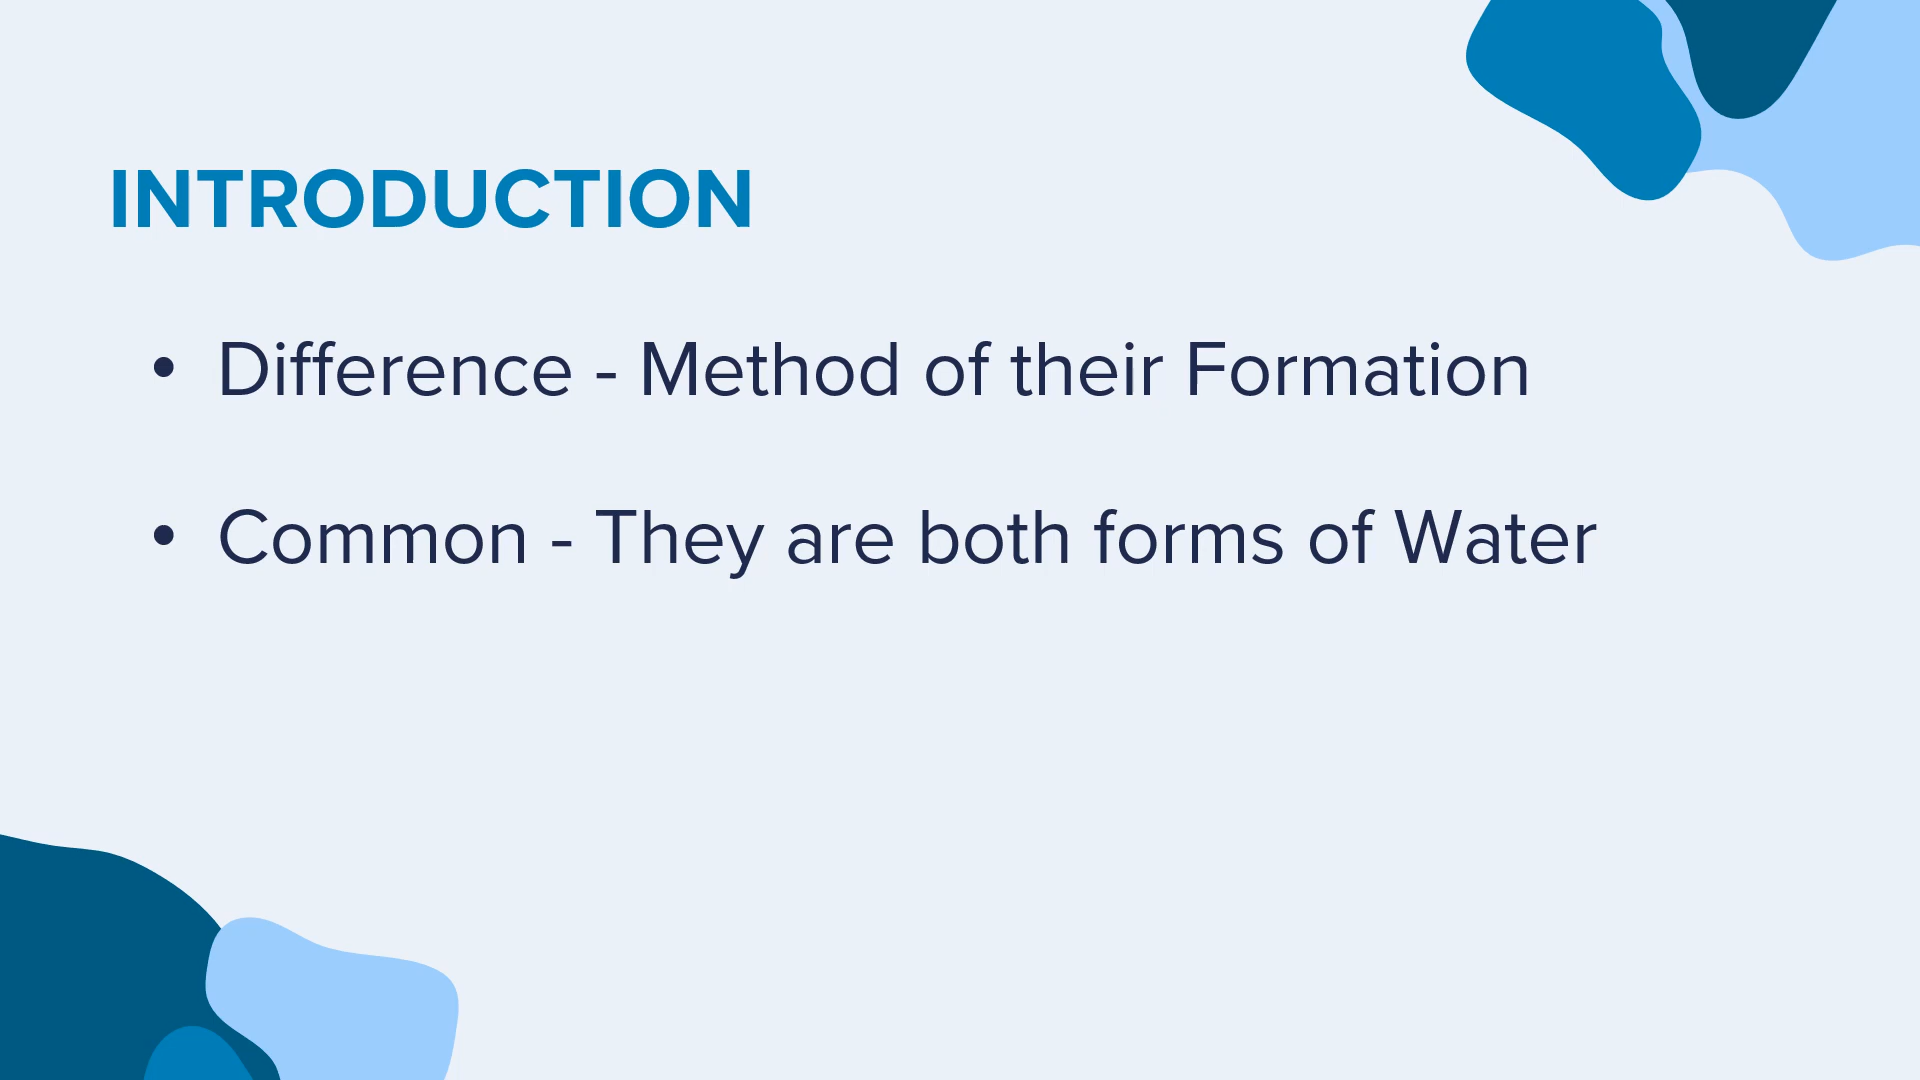 INTRODUCTION
• Difference - Method of their Formation
• Common - They are both forms of Water